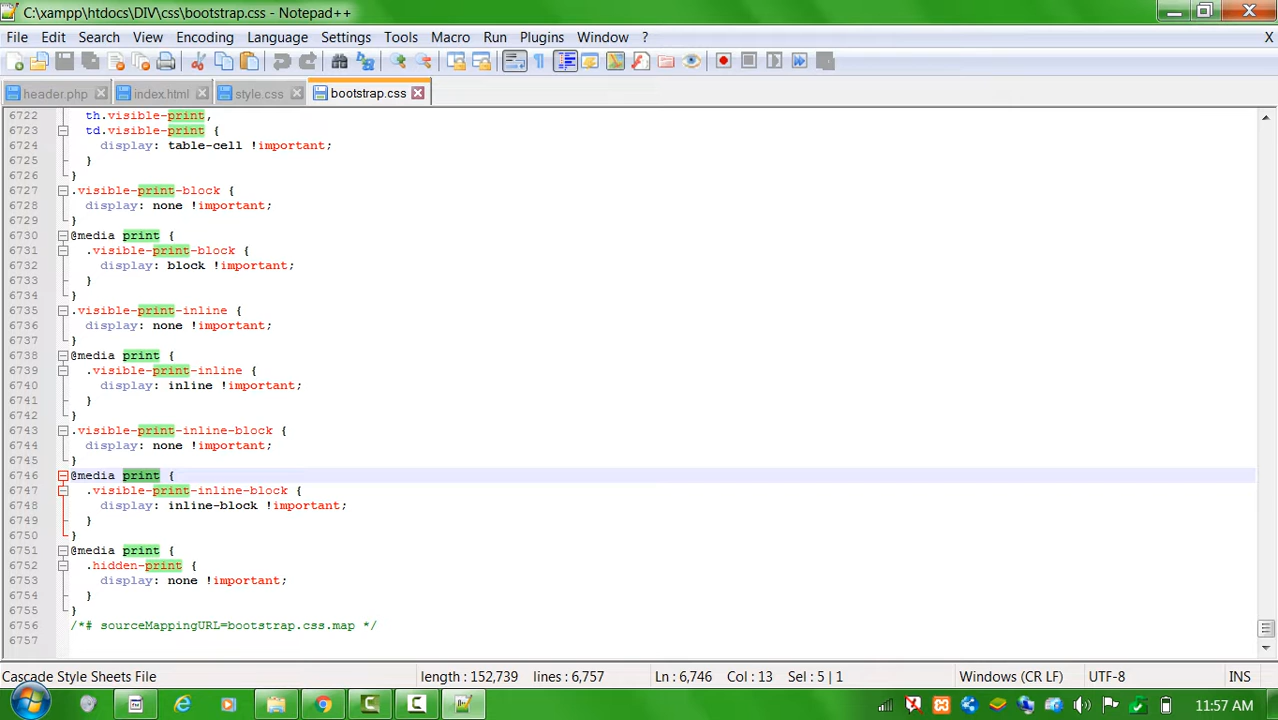 C:\xampp\htdocs\DIV\css\bootstrap.css - Notepad++
File Edit Search View Encoding Language Settings Tools Macro Run Plugins Window ? X
header.php index.html style.css bootstrap.css
6722 th.visible-print,
6723 td.visible-print {
6724 display: table-cell !important;
6725 }
6726 }
6727 .visible-print-block {
6728 display: none !important;
6729 }
6730 @media print {
6731 .visible-print-block {
6732 display: block !important;
6733 }
6734 }
6735 .visible-print-inline {
6736 display: none !important;
6737 }
6738 @media print {
6739 .visible-print-inline {
6740 display: inline !important;
6741 }
6742 }
6743 .visible-print-inline-block {
6744 display: none !important;
6745 }
6746 @media print {
6747 .visible-print-inline-block {
6748 display: inline-block !important;
6749 }
6750 }
6751 @media print {
6752 .hidden-print {
6753 display: none !important;
6754 }
6755 }
6756 /*# sourceMappingURL=bootstrap.css.map */
6757
Cascade Style Sheets File length : 152,739 lines : 6,757 Ln : 6,746 Col : 13 Sel : 5 | 1 Windows (CR LF) UTF-8 INS
11:57 AM